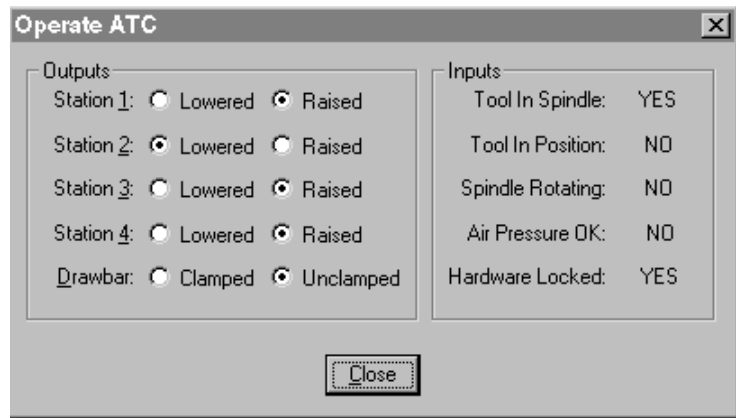 Operate ATC
Outputs
Station 1: Lowered Raised
Station 2: Lowered Raised
Station 3: Lowered Raised
Station 4: Lowered Raised
Drawbar: Clamped Unclamped
Inputs
Tool In Spindle: YES
Tool In Position: NO
Spindle Rotating: NO
Air Pressure OK: NO
Hardware Locked: YES
Close